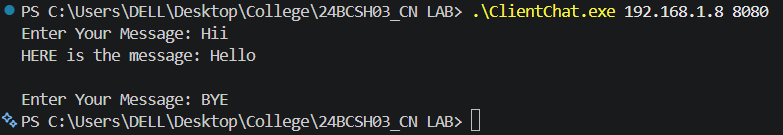 PS C:\Users\DELL\Desktop\College\24BCSH03_CN LAB> .\ClientChat.exe 192.168.1.8 8080
Enter Your Message: Hii
HERE is the message: Hello
Enter Your Message: BYE
PS C:\Users\DELL\Desktop\College\24BCSH03_CN LAB>